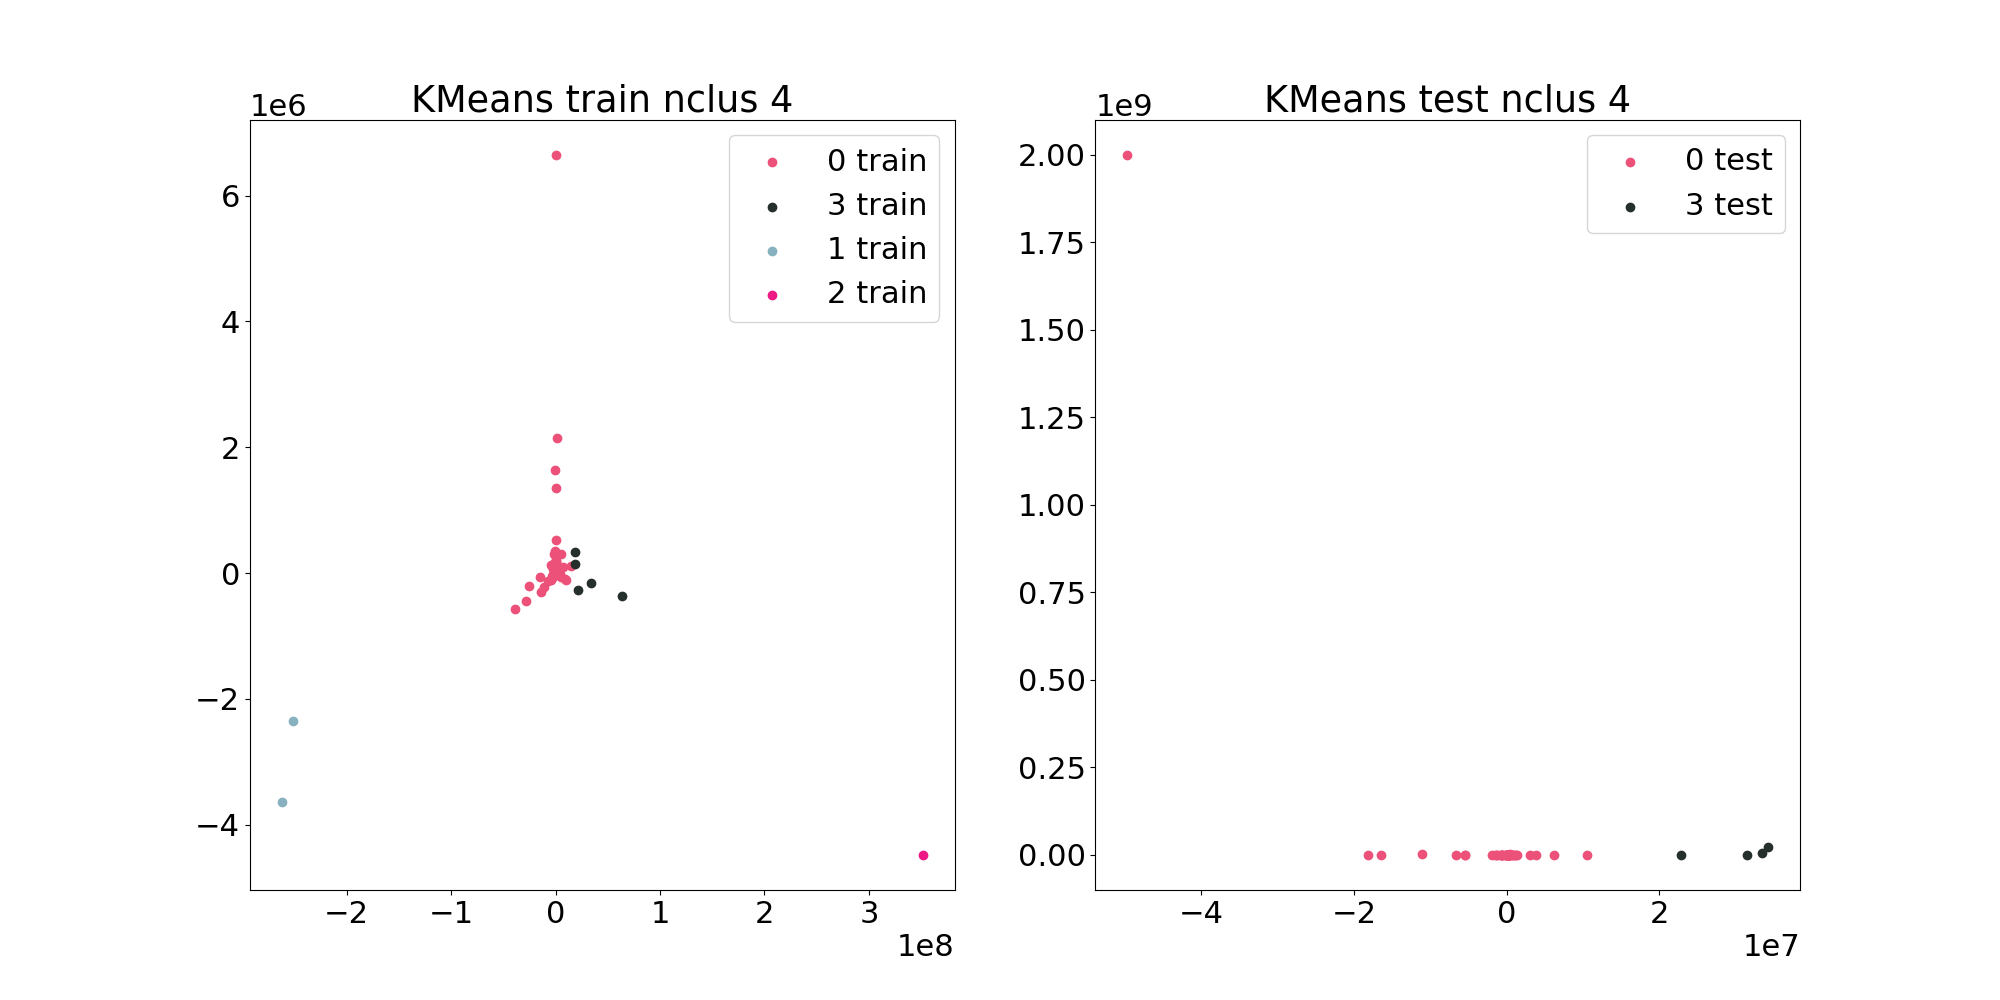 KMeans train nclus 4
1e6
0 train
3 train
1 train
2 train
6
4
2
0
−2
−4
−2
−1
0
1
2
3
1e8
KMeans test nclus 4
1e9
0 test
3 test
2.00
1.75
1.50
1.25
1.00
0.75
0.50
0.25
0.00
−4
−2
0
2
1e7